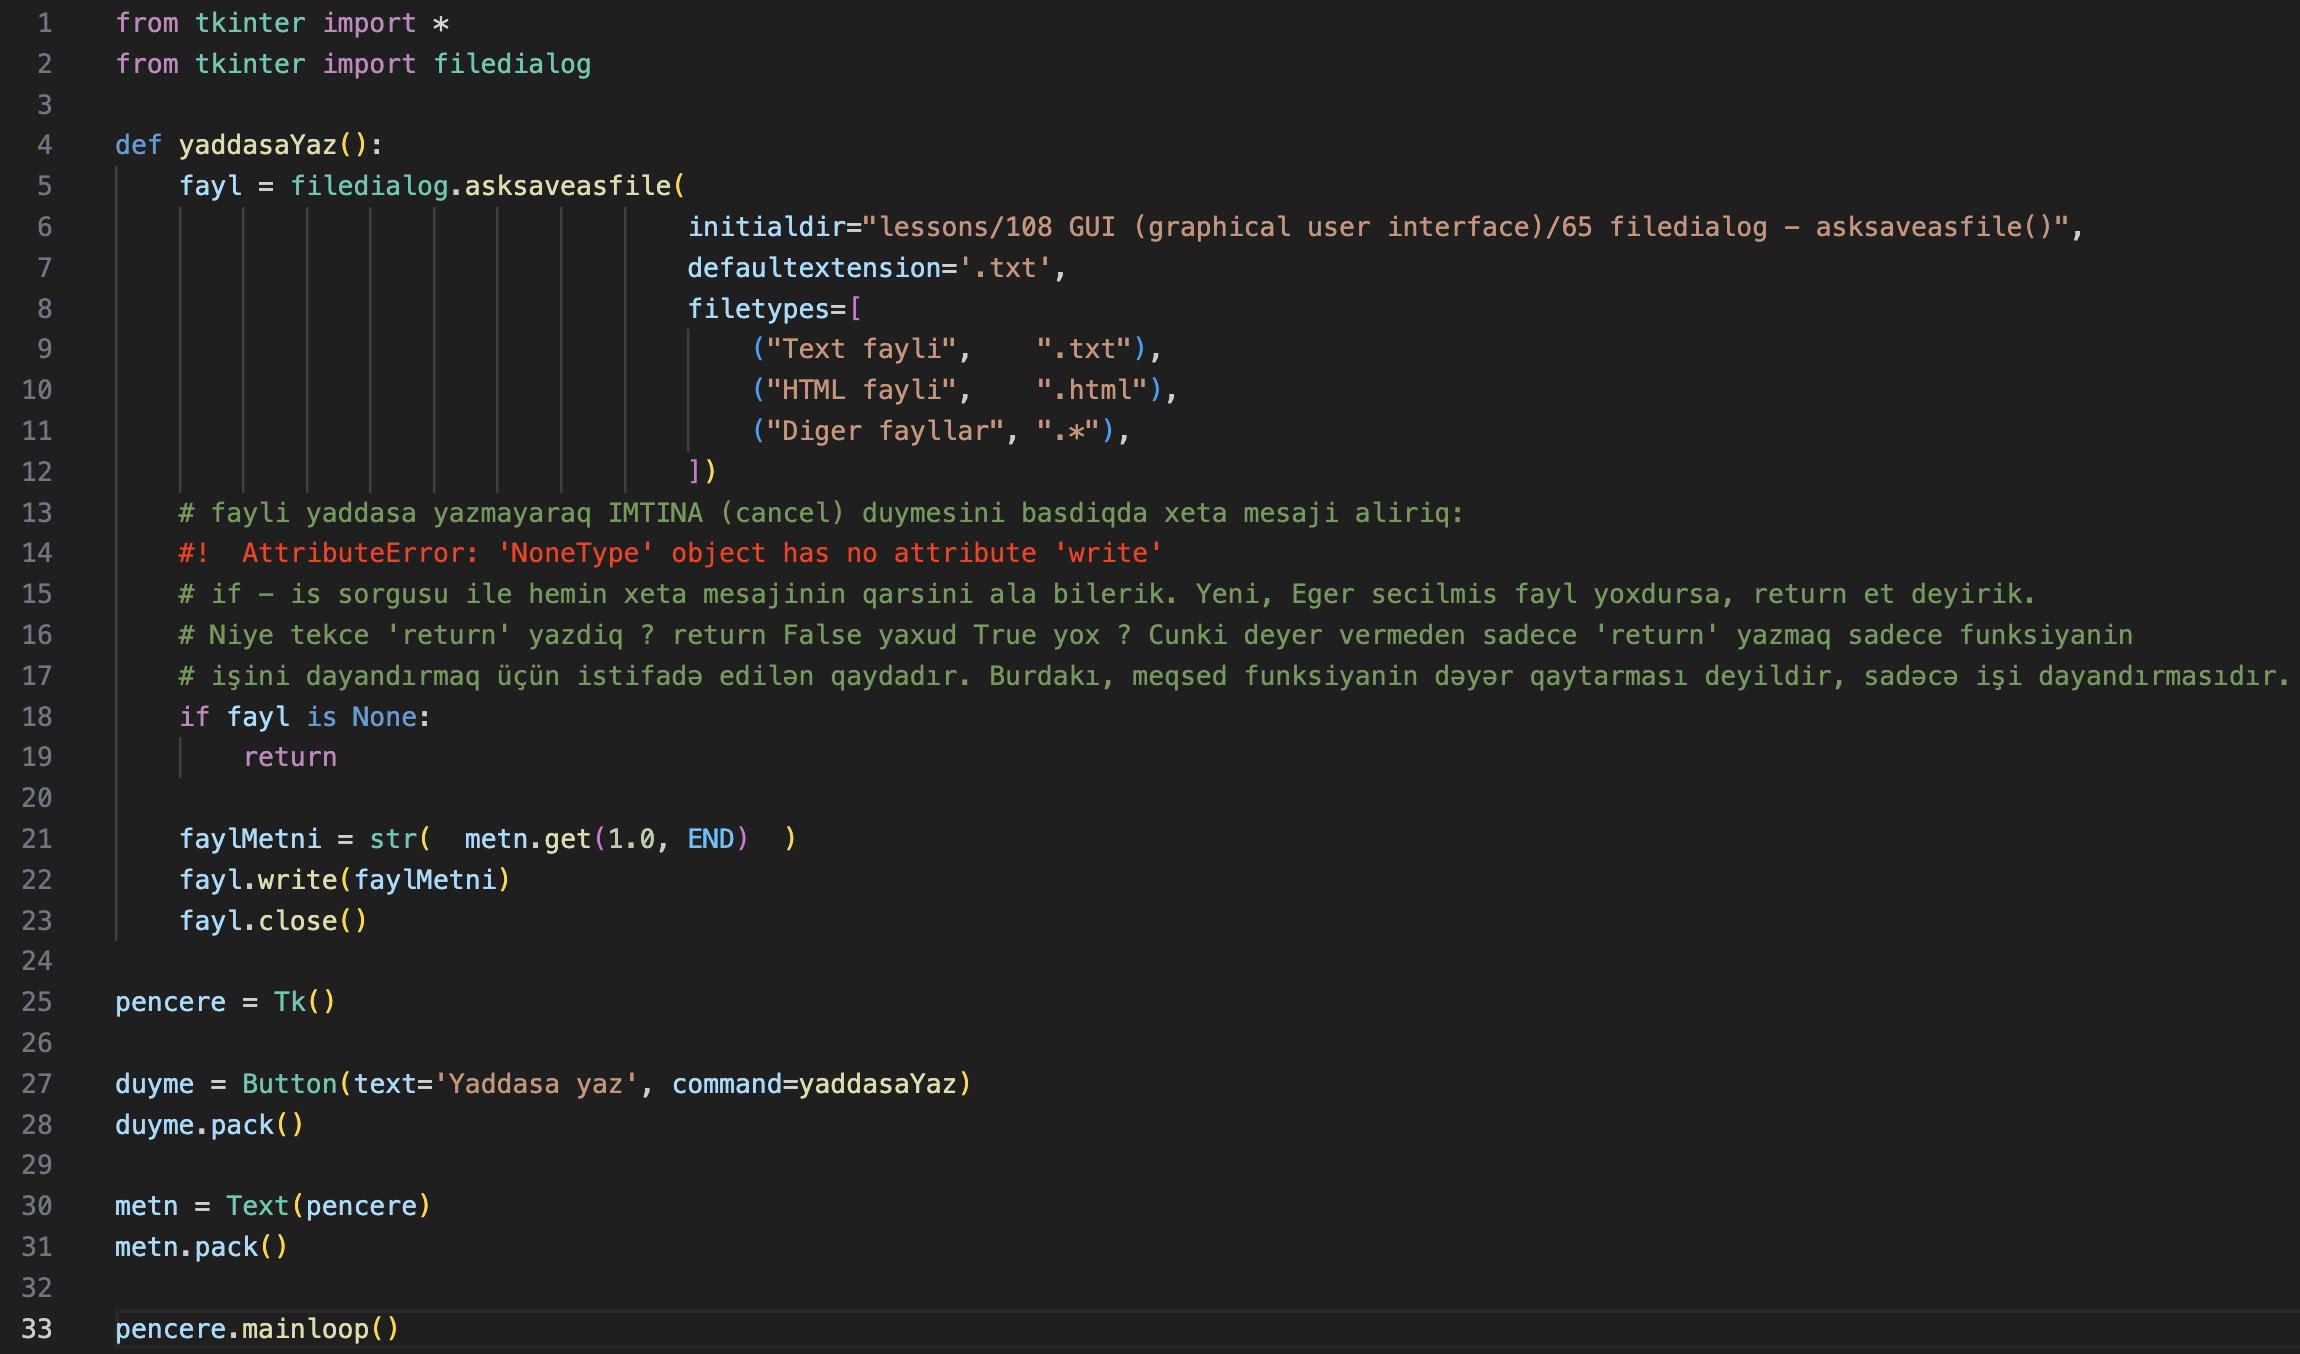 1 from tkinter import *
2 from tkinter import filedialog
3
4 def yaddasaYaz():
5     fayl = filedialog.asksaveasfile(
6                                     initialdir="lessons/108 GUI (graphical user interface)/65 filedialog - asksaveasfile()",
7                                     defaultextension='.txt',
8                                     filetypes=[
9                                         ("Text fayli",    ".txt"),
10                                         ("HTML fayli",    ".html"),
11                                         ("Diger fayllar", ".*"),
12                                     ])
13     # fayli yaddasa yazmayaraq IMTINA (cancel) duymesini basdiqda xeta mesaji aliriq:
14     #!  AttributeError: 'NoneType' object has no attribute 'write'
15     # if - is sorgusu ile hemin xeta mesajinin qarsini ala bilerik. Yeni, Eger secilmis fayl yoxdursa, return et deyirik.
16     # Niye tekce 'return' yazdiq ? return False yaxud True yox ? Cunki deyer vermeden sadece 'return' yazmaq sadece funksiyanin
17     # işini dayandırmaq üçün istifadə edilən qaydadır. Burdakı, meqsed funksiyanin dəyər qaytarması deyildir, sadəcə işi dayandırmasıdır.
18     if fayl is None:
19         return
20
21     faylMetni = str(  metn.get(1.0, END)  )
22     fayl.write(faylMetni)
23     fayl.close()
24
25 pencere = Tk()
26
27 duyme = Button(text='Yaddasa yaz', command=yaddasaYaz)
28 duyme.pack()
29
30 metn = Text(pencere)
31 metn.pack()
32
33 pencere.mainloop()